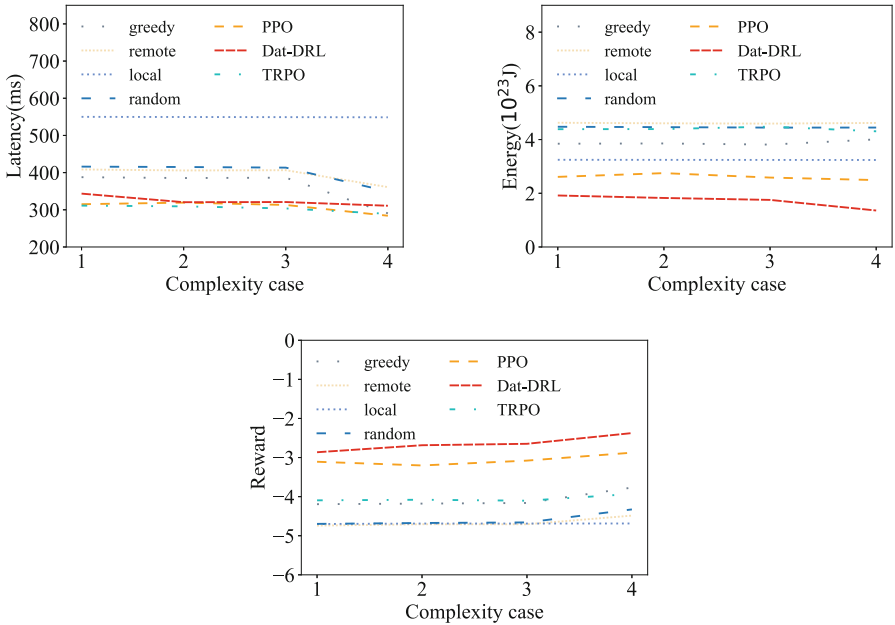 800
700
600
500
400
300
200
Latency(ms)
greedy
remote
local
random
PPO
Dat-DRL
TRPO
1 2 3 4
Complexity case
8
6
4
2
0
Energy(10²³J)
greedy
remote
local
random
PPO
Dat-DRL
TRPO
1 2 3 4
Complexity case
0
−1
−2
−3
−4
−5
−6
Reward
greedy
remote
local
random
PPO
Dat-DRL
TRPO
1 2 3 4
Complexity case